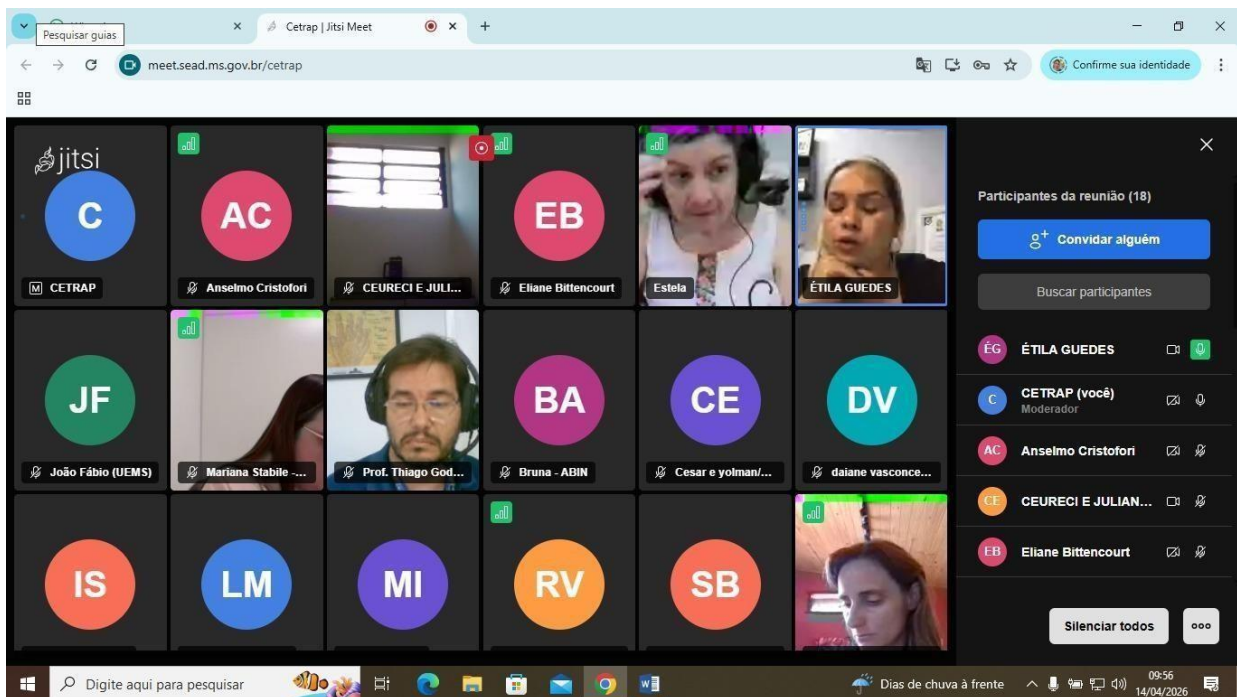 Cetrap | Jitsi Meet
Pesquisar guias
meet.sead.ms.gov.br/cetrap
Confirme sua identidade
jitsi
C
AC
EB
M CETRAP
Anselmo Cristofori
CEURECI E JULI...
Eliane Bittencourt
Estela
ÉTILA GUEDES
JF
BA
CE
DV
João Fábio (UEMS)
Mariana Stabile -...
Prof. Thiago God...
Bruna - ABIN
Cesar e yolman/...
daiane vasconce...
IS
LM
MI
RV
SB
Participantes da reunião (18)
Convidar alguém
Buscar participantes
ÉG ÉTILA GUEDES
C CETRAP (você)
Moderador
AC Anselmo Cristofori
CE CEURECI E JULIAN...
EB Eliane Bittencourt
Silenciar todos
Digite aqui para pesquisar
Dias de chuva à frente
09:56
14/04/2026